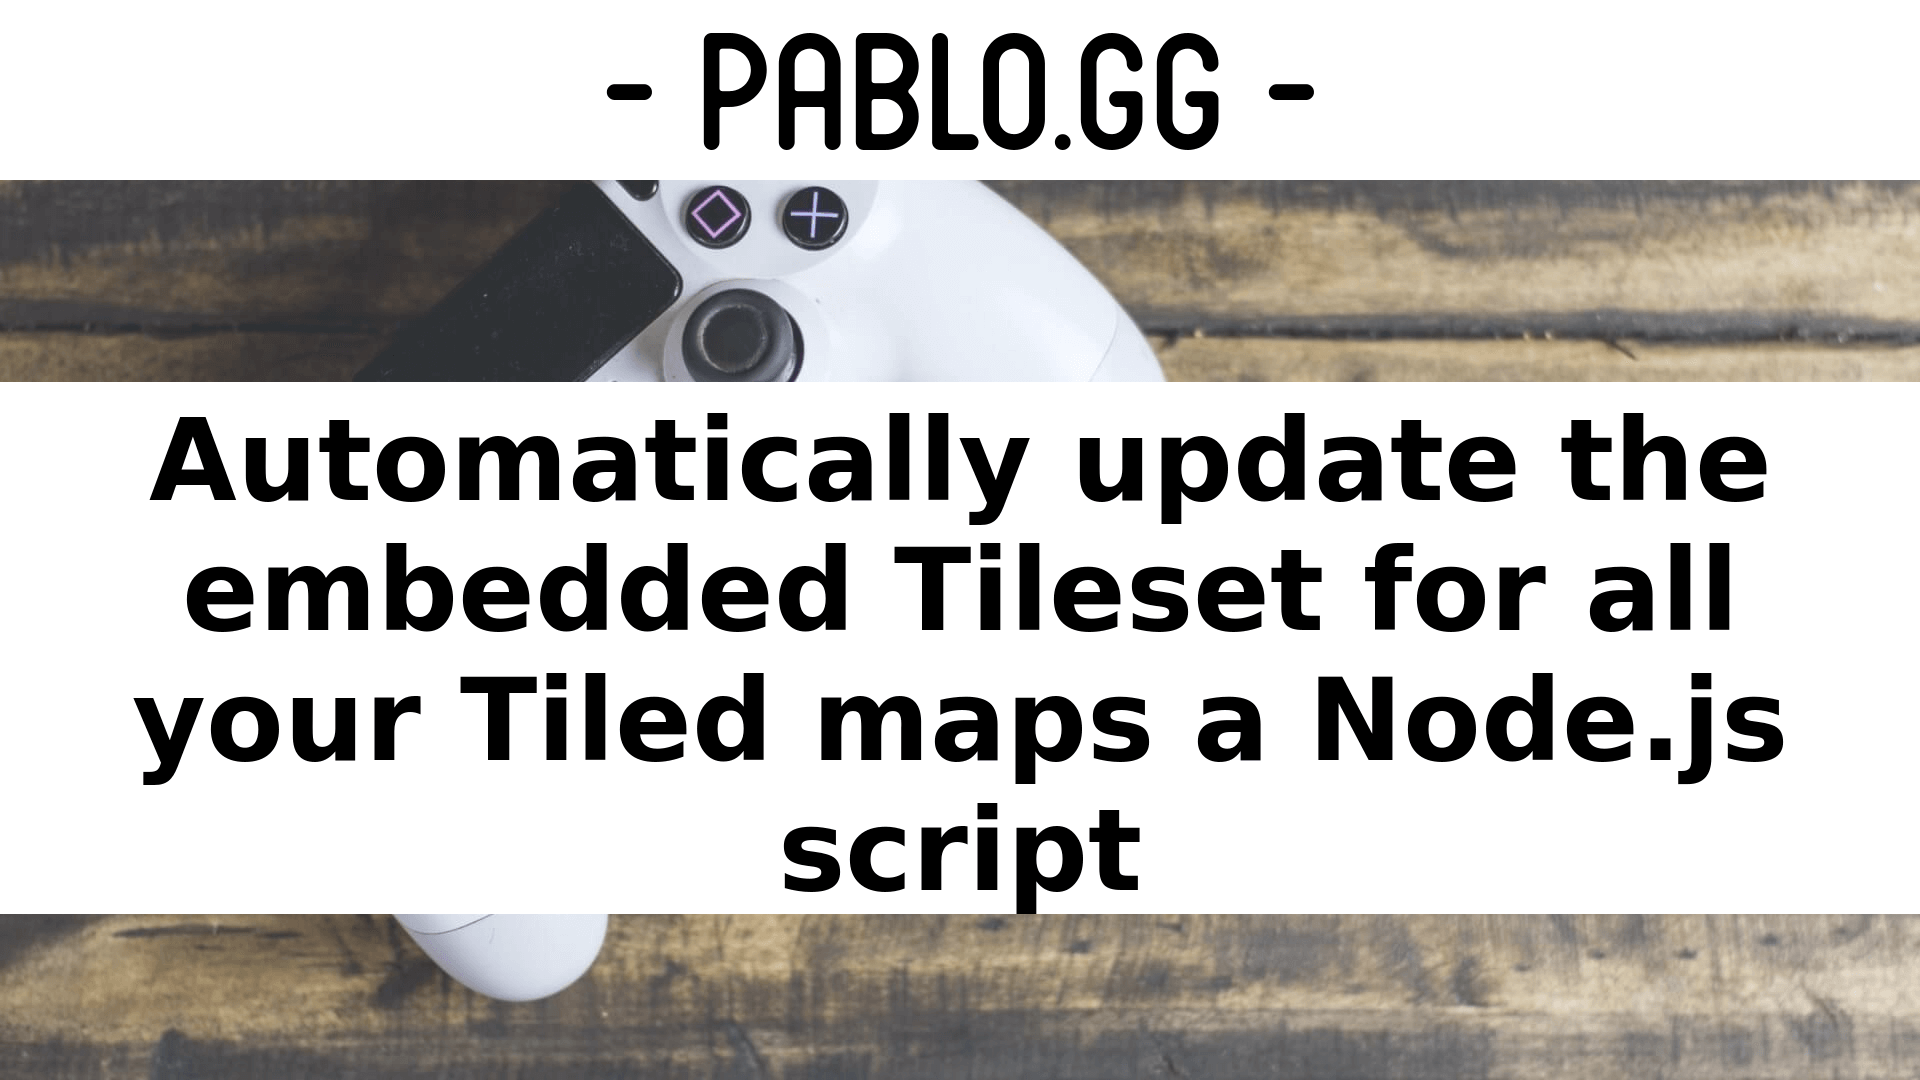 - PABLO.GG -
Automatically update the
embedded Tileset for all
your Tiled maps a Node.js
script